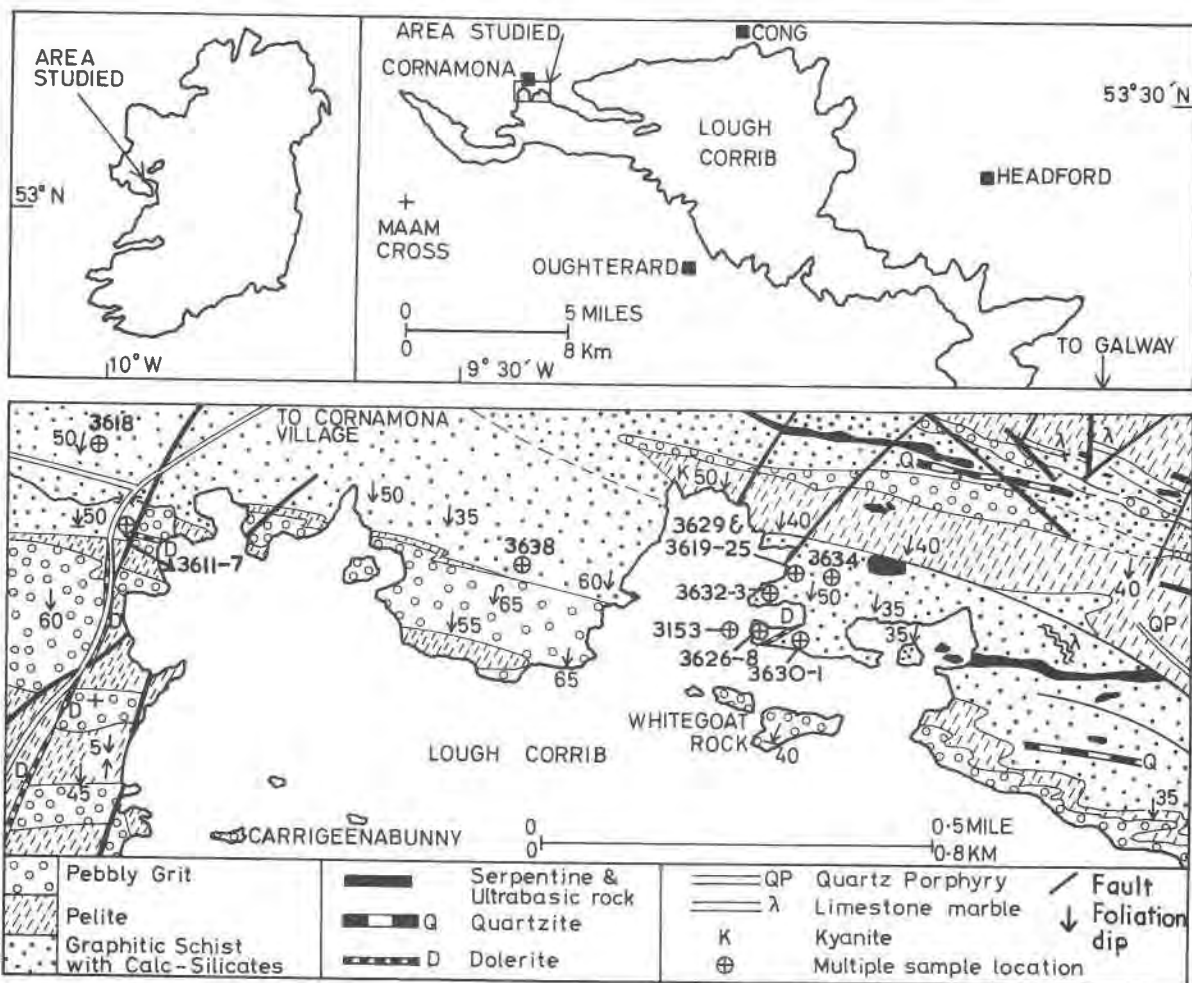 AREA
STUDIED
53° N
10° W
AREA STUDIED
CONG
CORNAMONA
53° 30′ N
LOUGH
CORRIB
HEADFORD
MAAM
CROSS
OUGHTERARD
0 5 MILES
0 8 Km
9° 30′ W
TO GALWAY
3618
50
TO CORNAMONA
VILLAGE
λ λ
Q
K 50
50
35
50
3629 &
3619-25
40
3638
3634
40
D
3611-7
60
50
40
3632-3
60
65
D
35
QP
55
3153
35
λ
D
3626-8
3630-1
65
WHITEGOAT
ROCK
40
D
5
LOUGH CORRIB
Q
D
45
35
CARRIGEENABUNNY
0 0·5 MILE
0 0·8 KM
Pebbly Grit
Pelite
Graphitic Schist
with Calc-Silicates
Serpentine &
Ultrabasic rock
Q Quartzite
D Dolerite
QP Quartz Porphyry
λ Limestone marble
K Kyanite
Multiple sample location
Fault
Foliation
dip